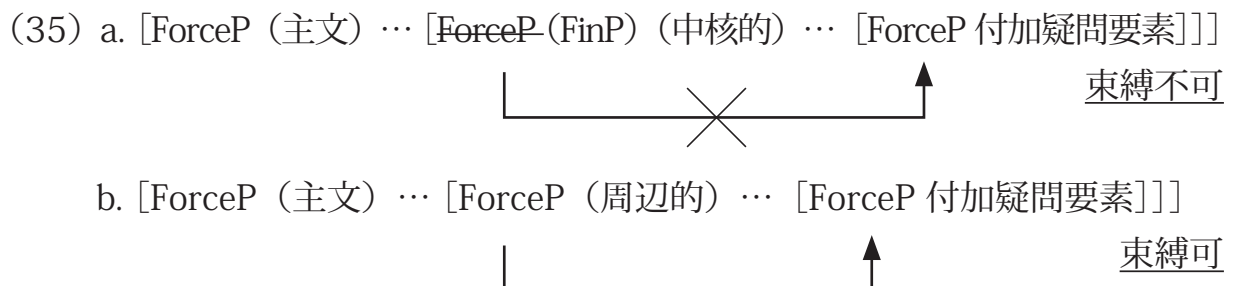 (35) a. [ForceP（主文）… [ForceP (FinP)（中核的）… [ForceP 付加疑問要素]]]
束縛不可
b. [ForceP（主文）… [ForceP（周辺的）… [ForceP 付加疑問要素]]]
束縛可